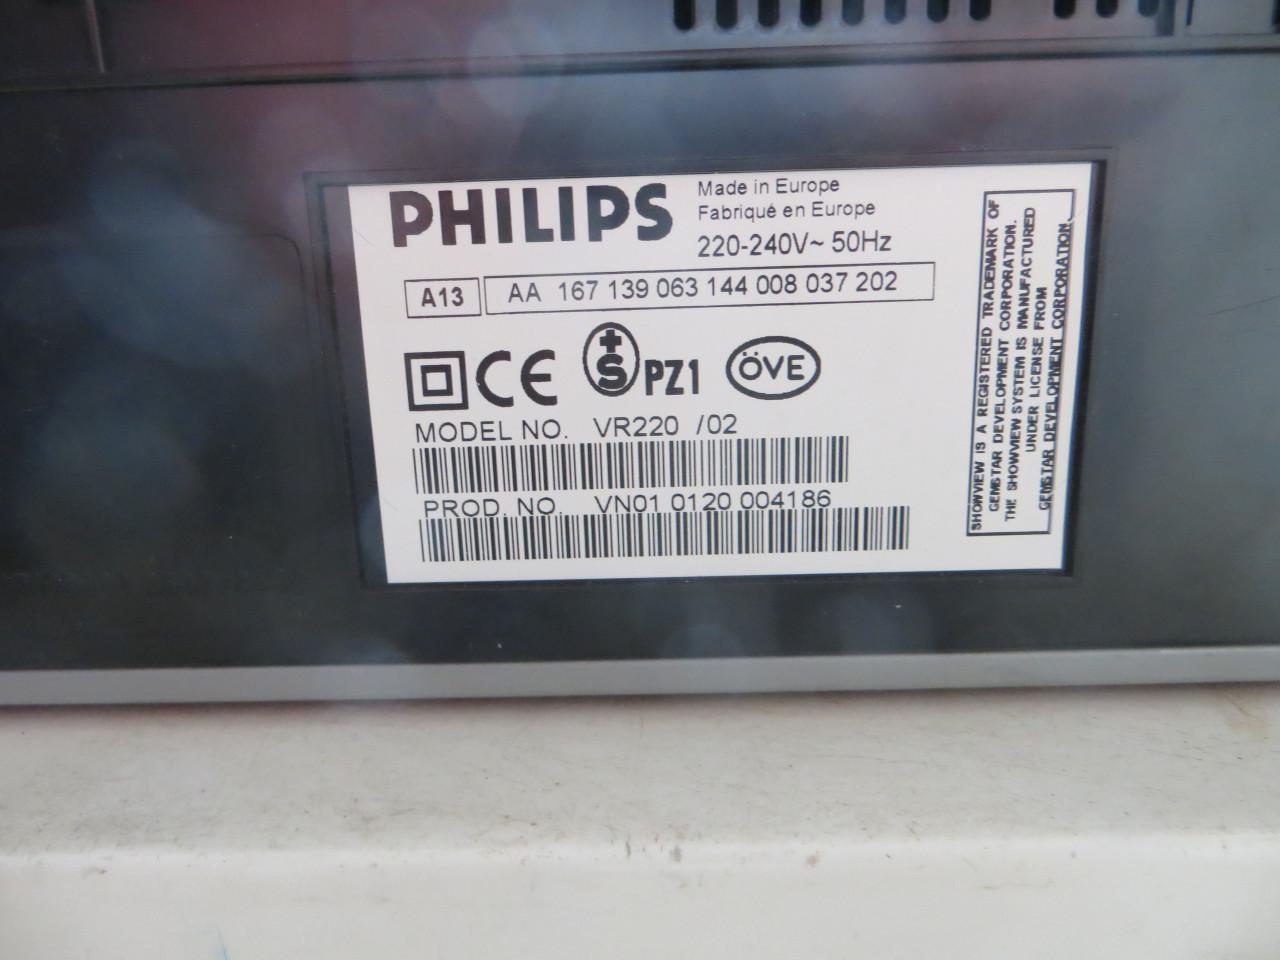 PHILIPS
Made in Europe
Fabriqué en Europe
220-240V~ 50Hz
A13
AA 167 139 063 144 008 037 202
CE
+
S
PZ1
ÖVE
MODEL NO. VR220 /02
PROD. NO. VN01 0120 004186
SHOWVIEW IS A REGISTERED TRADEMARK OF
GEMSTAR DEVELOPMENT CORPORATION.
THE SHOWVIEW SYSTEM IS MANUFACTURED
UNDER LICENSE FROM
GEMSTAR DEVELOPMENT CORPORATION